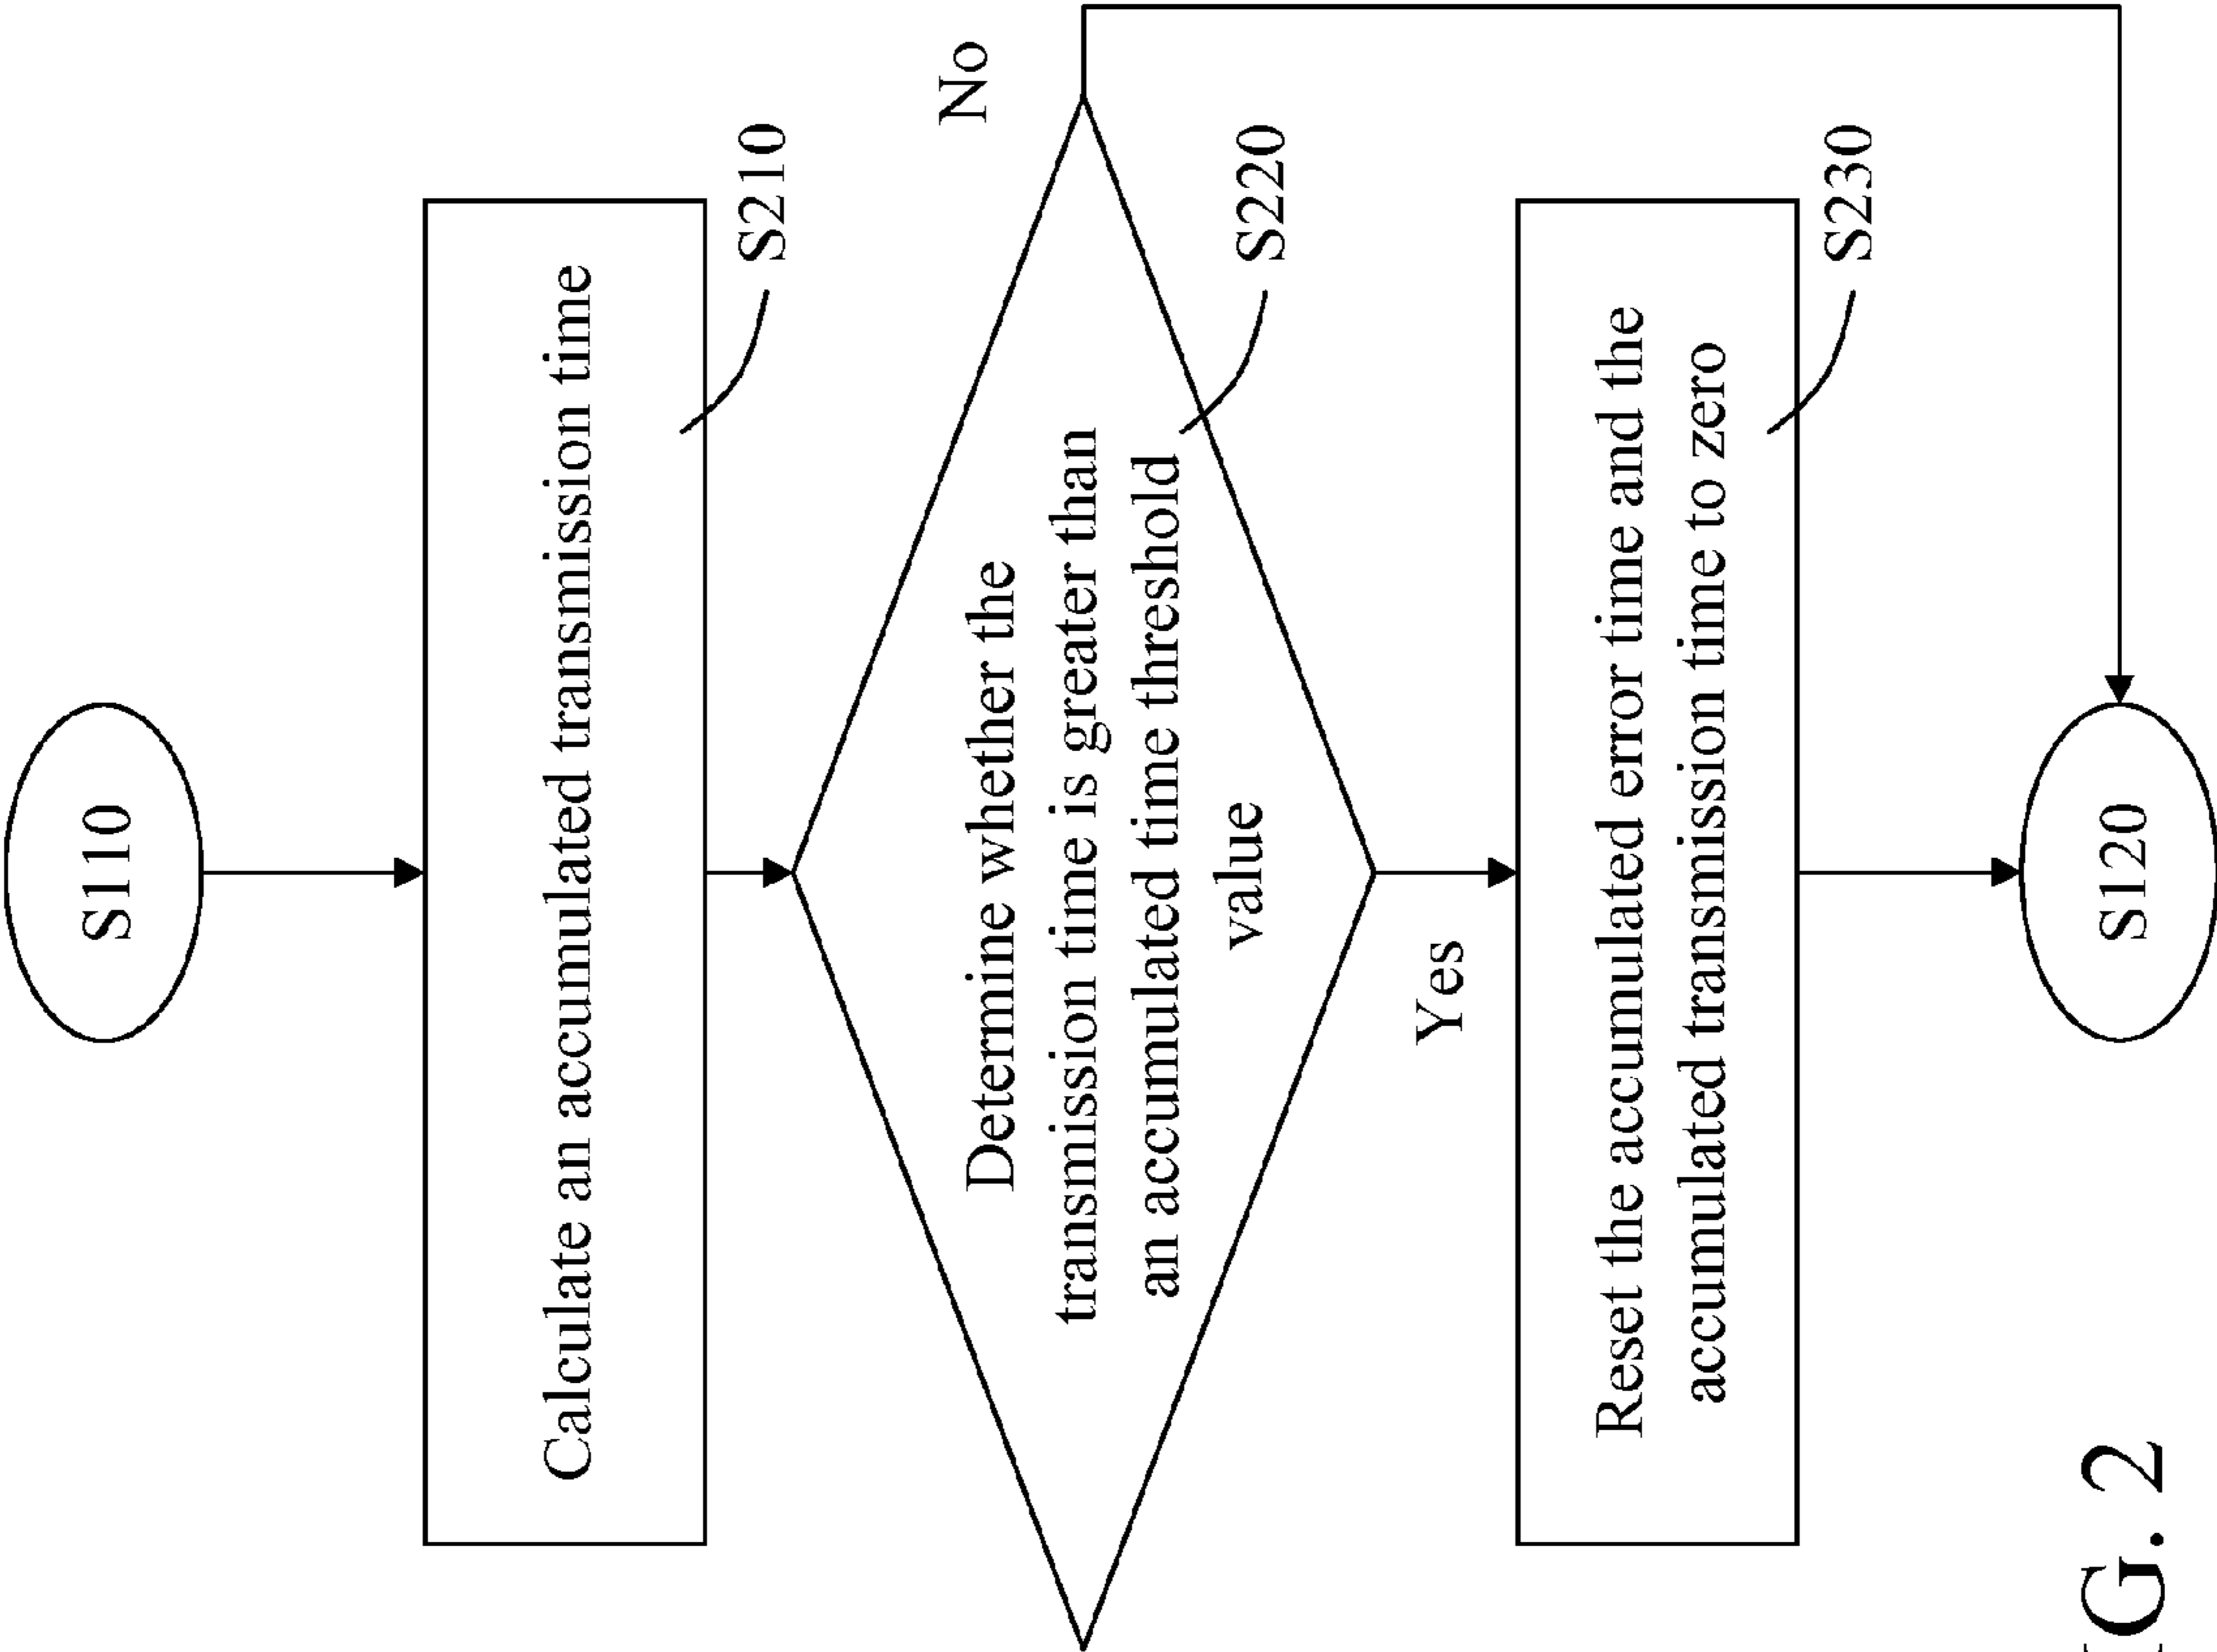 S110
Calculate an accumulated transmission time
S210
No
Determine whether the
transmission time is greater than
an accumulated time threshold
value
S220
Yes
Reset the accumulated error time and the
accumulated transmission time to zero
S230
S120
G. 2